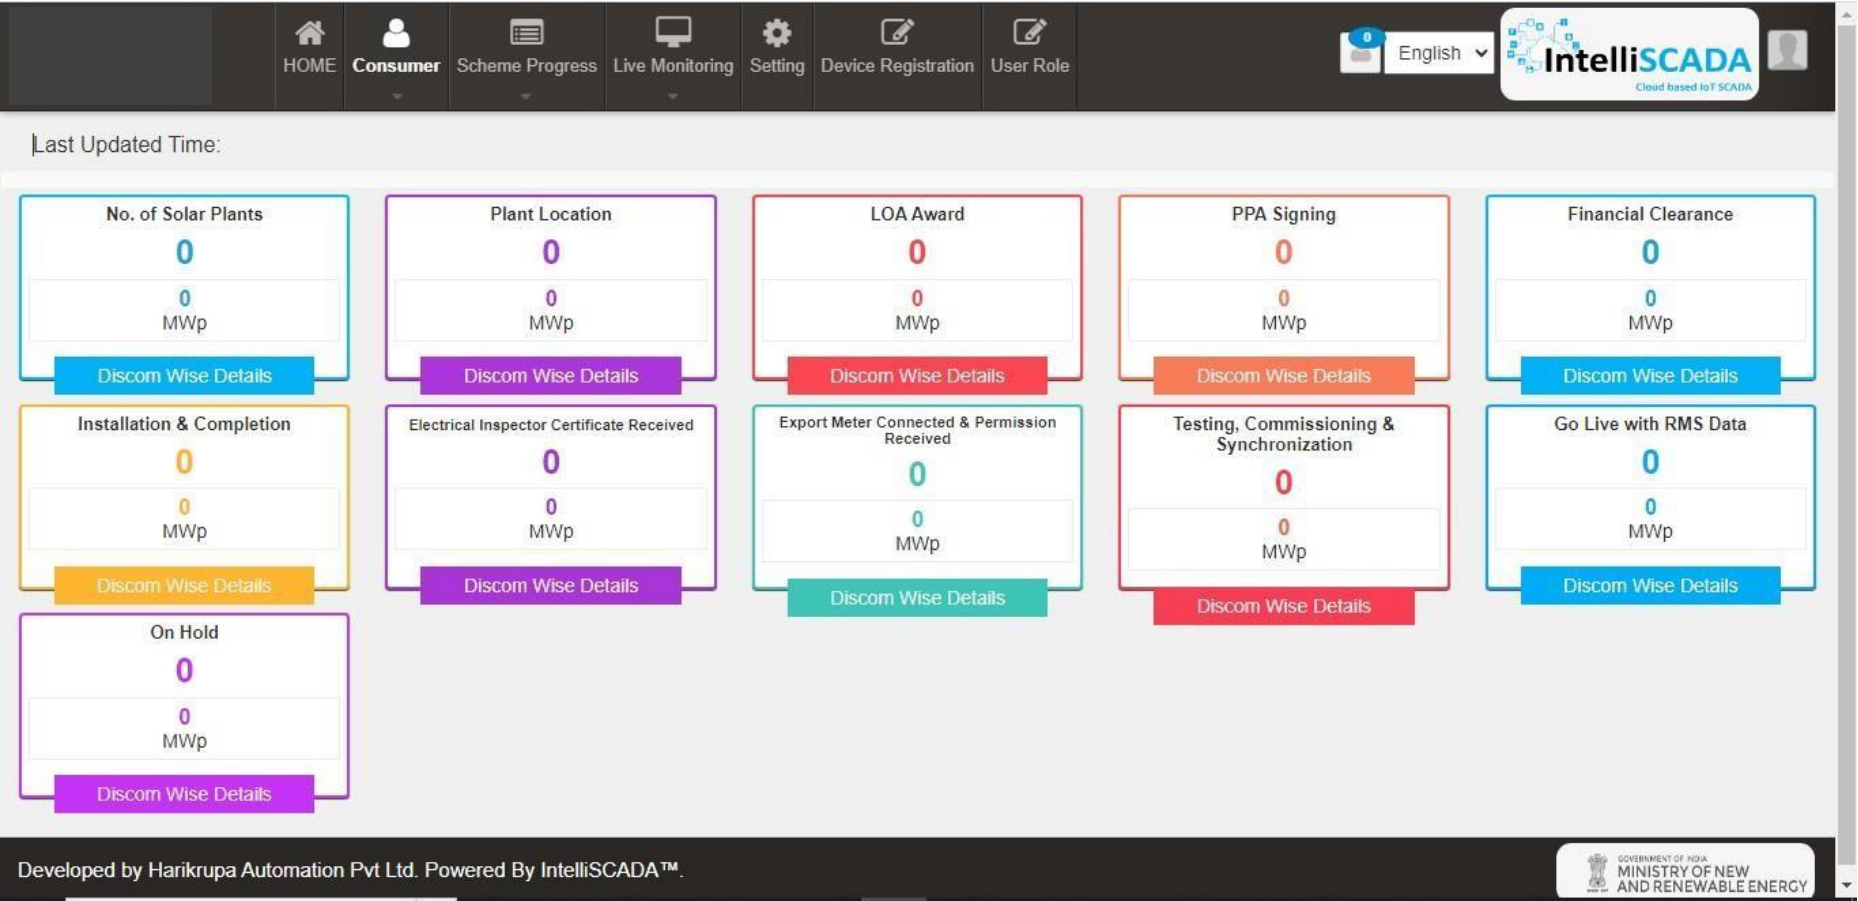 HOME Consumer Scheme Progress Live Monitoring Setting Device Registration User Role
0
English
IntelliSCADA
Cloud based IoT SCADA
Last Updated Time:
No. of Solar Plants
0
0
MWp
Discom Wise Details
Plant Location
0
0
MWp
Discom Wise Details
LOA Award
0
0
MWp
Discom Wise Details
PPA Signing
0
0
MWp
Discom Wise Details
Financial Clearance
0
0
MWp
Discom Wise Details
Installation & Completion
0
0
MWp
Discom Wise Details
Electrical Inspector Certificate Received
0
0
MWp
Discom Wise Details
Export Meter Connected & Permission
Received
0
0
MWp
Discom Wise Details
Testing, Commissioning &
Synchronization
0
0
MWp
Discom Wise Details
Go Live with RMS Data
0
0
MWp
Discom Wise Details
On Hold
0
0
MWp
Discom Wise Details
Developed by Harikrupa Automation Pvt Ltd. Powered By IntelliSCADA™.
GOVERNMENT OF INDIA
MINISTRY OF NEW
AND RENEWABLE ENERGY